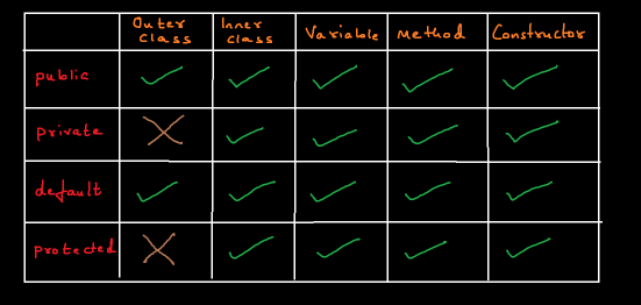 Outer Class
Inner Class
Variable
Method
Constructor
public
private
default
protected